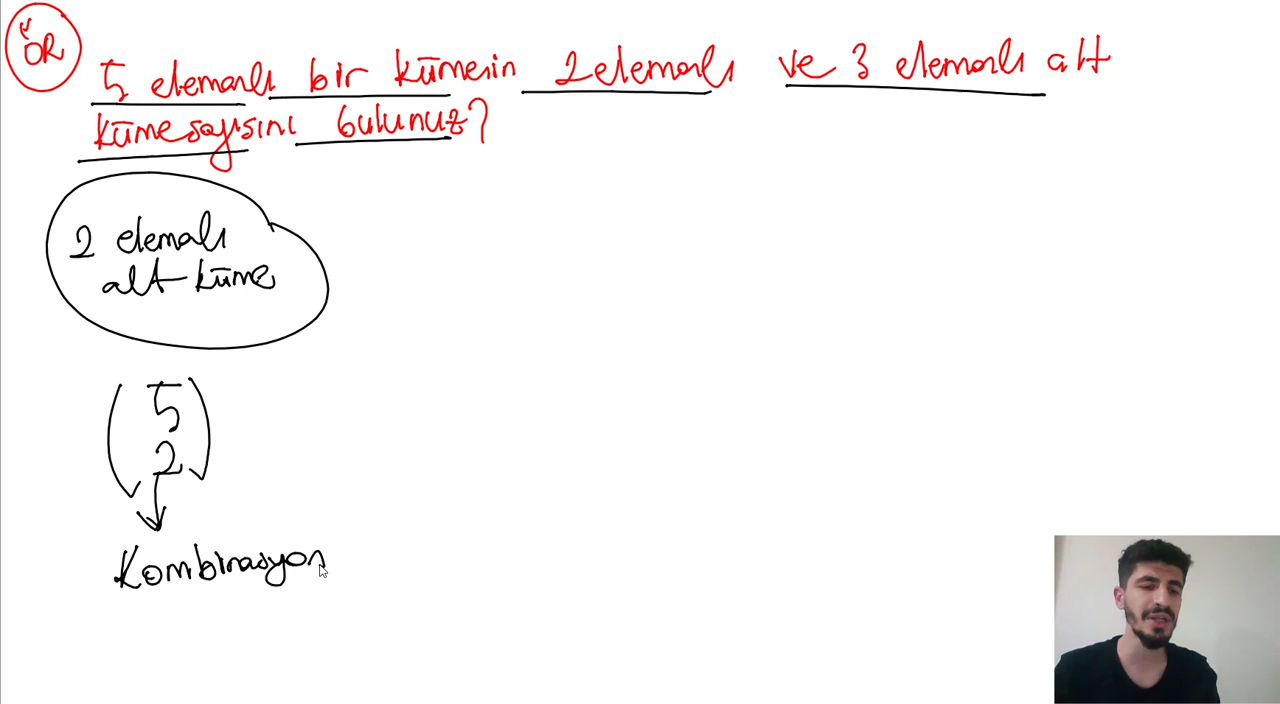 ÖR
5 elemanlı bir kümenin 2 elemanlı ve 3 elemanlı alt
küme sayısını bulunuz?
2 elemalı
alt küme
(5
2)
Kombinasyon